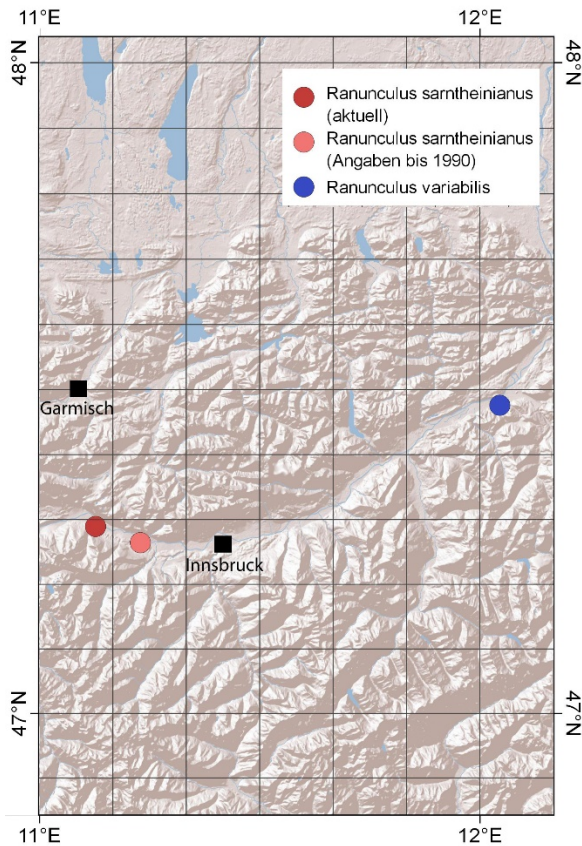 11°E
12°E
48°N
48°N
Ranunculus sarntheinianus
(aktuell)
Ranunculus sarntheinianus
(Angaben bis 1990)
Ranunculus variabilis
Garmisch
Innsbruck
47°N
47°N
11°E
12°E